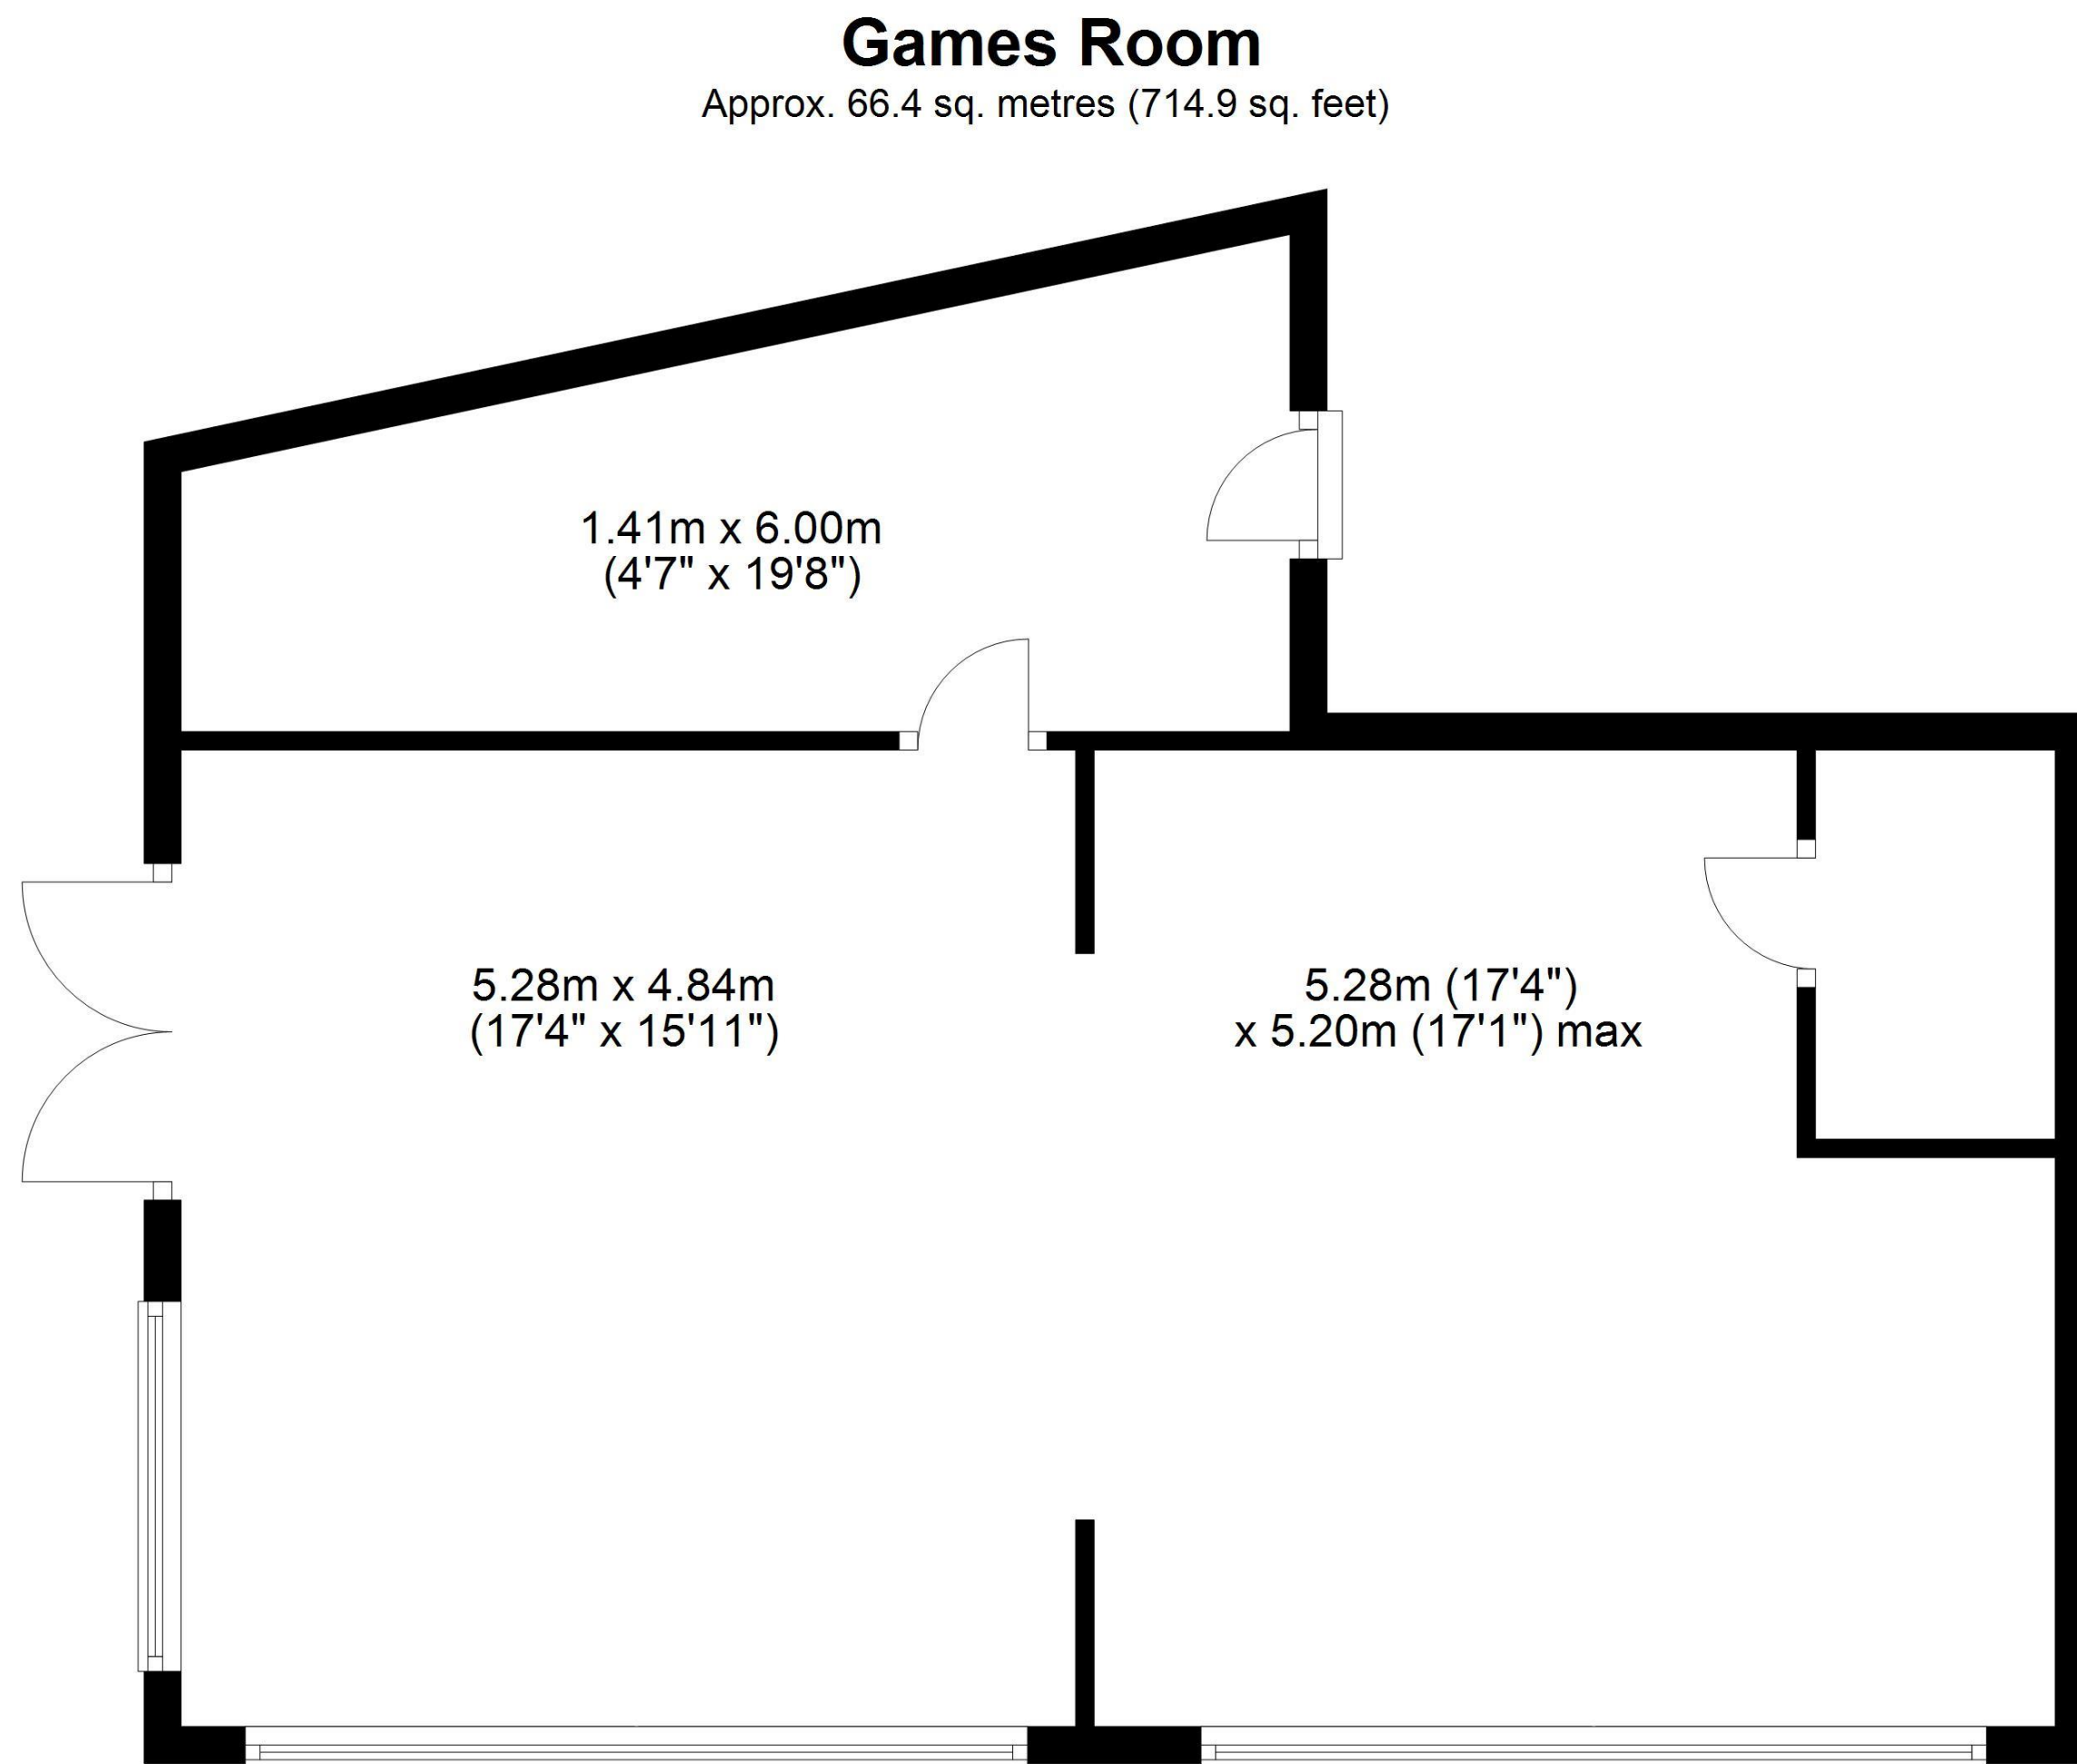 Games Room
Approx. 66.4 sq. metres (714.9 sq. feet)
1.41m x 6.00m
(4'7" x 19'8")
5.28m x 4.84m
(17'4" x 15'11")
5.28m (17'4")
x 5.20m (17'1") max